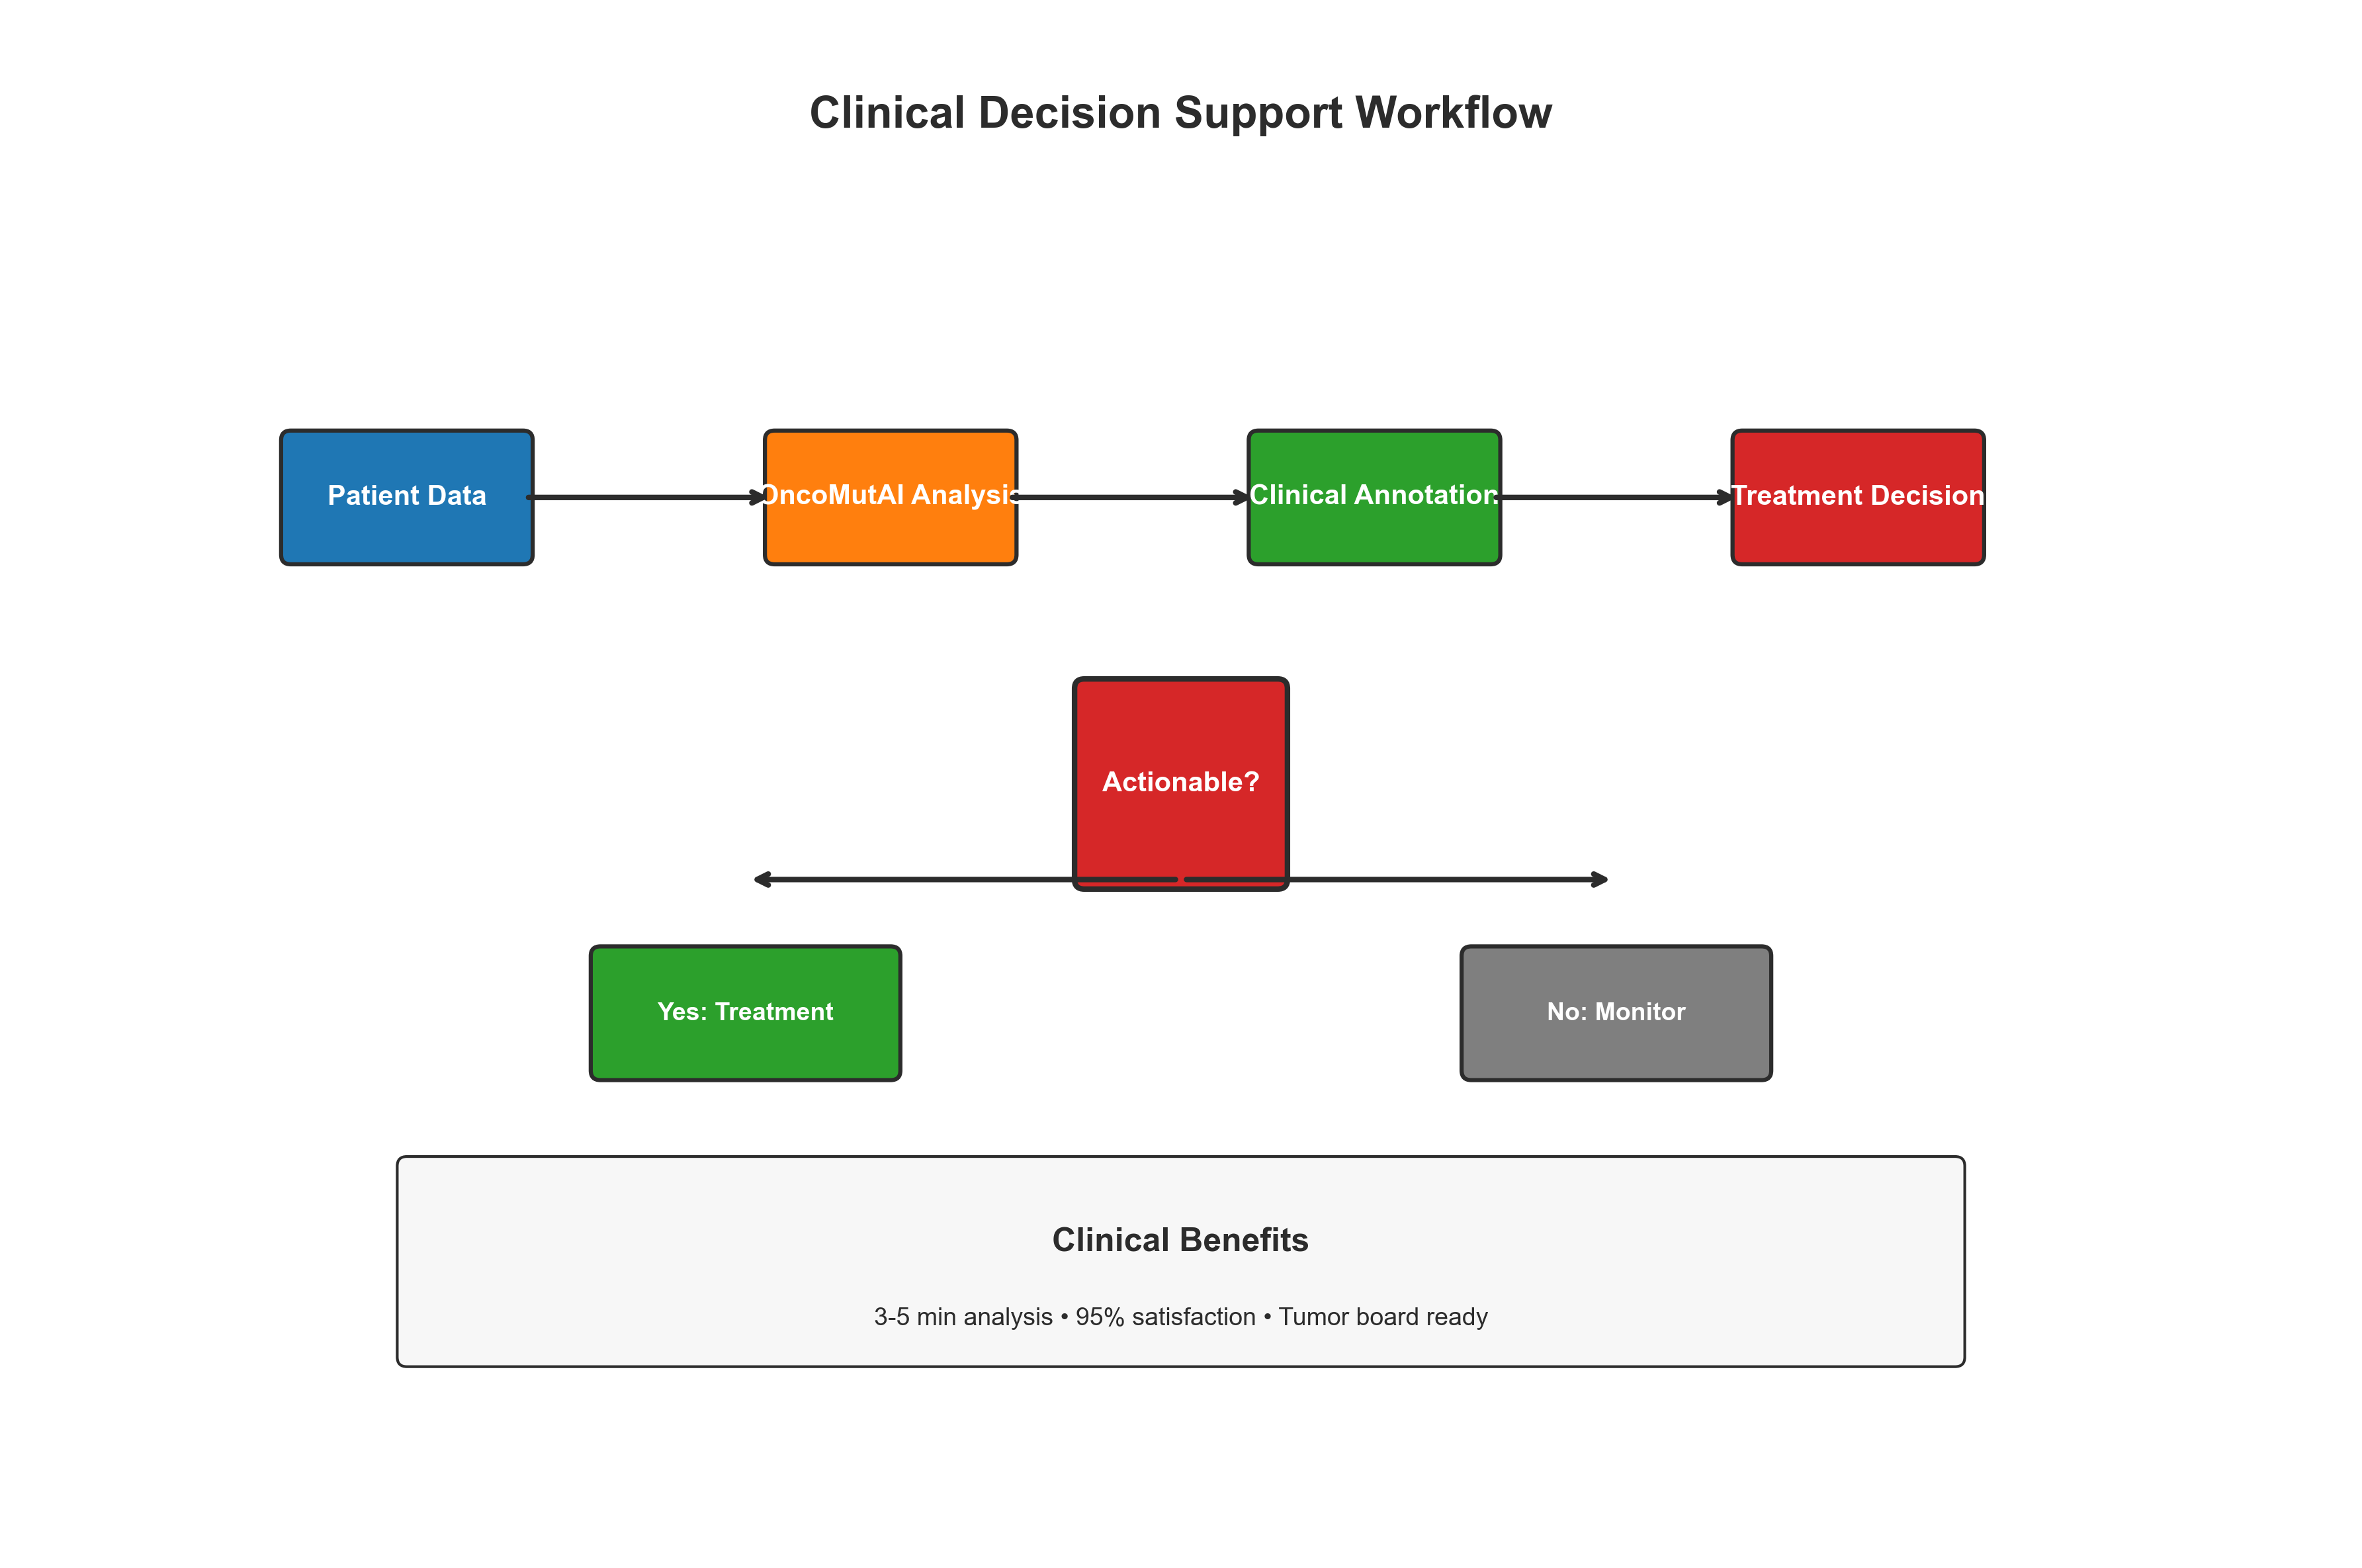 Clinical Decision Support Workflow
Patient Data
OncoMutAI Analysis
Clinical Annotation
Treatment Decision
Actionable?
Yes: Treatment
No: Monitor
Clinical Benefits
3-5 min analysis • 95% satisfaction • Tumor board ready